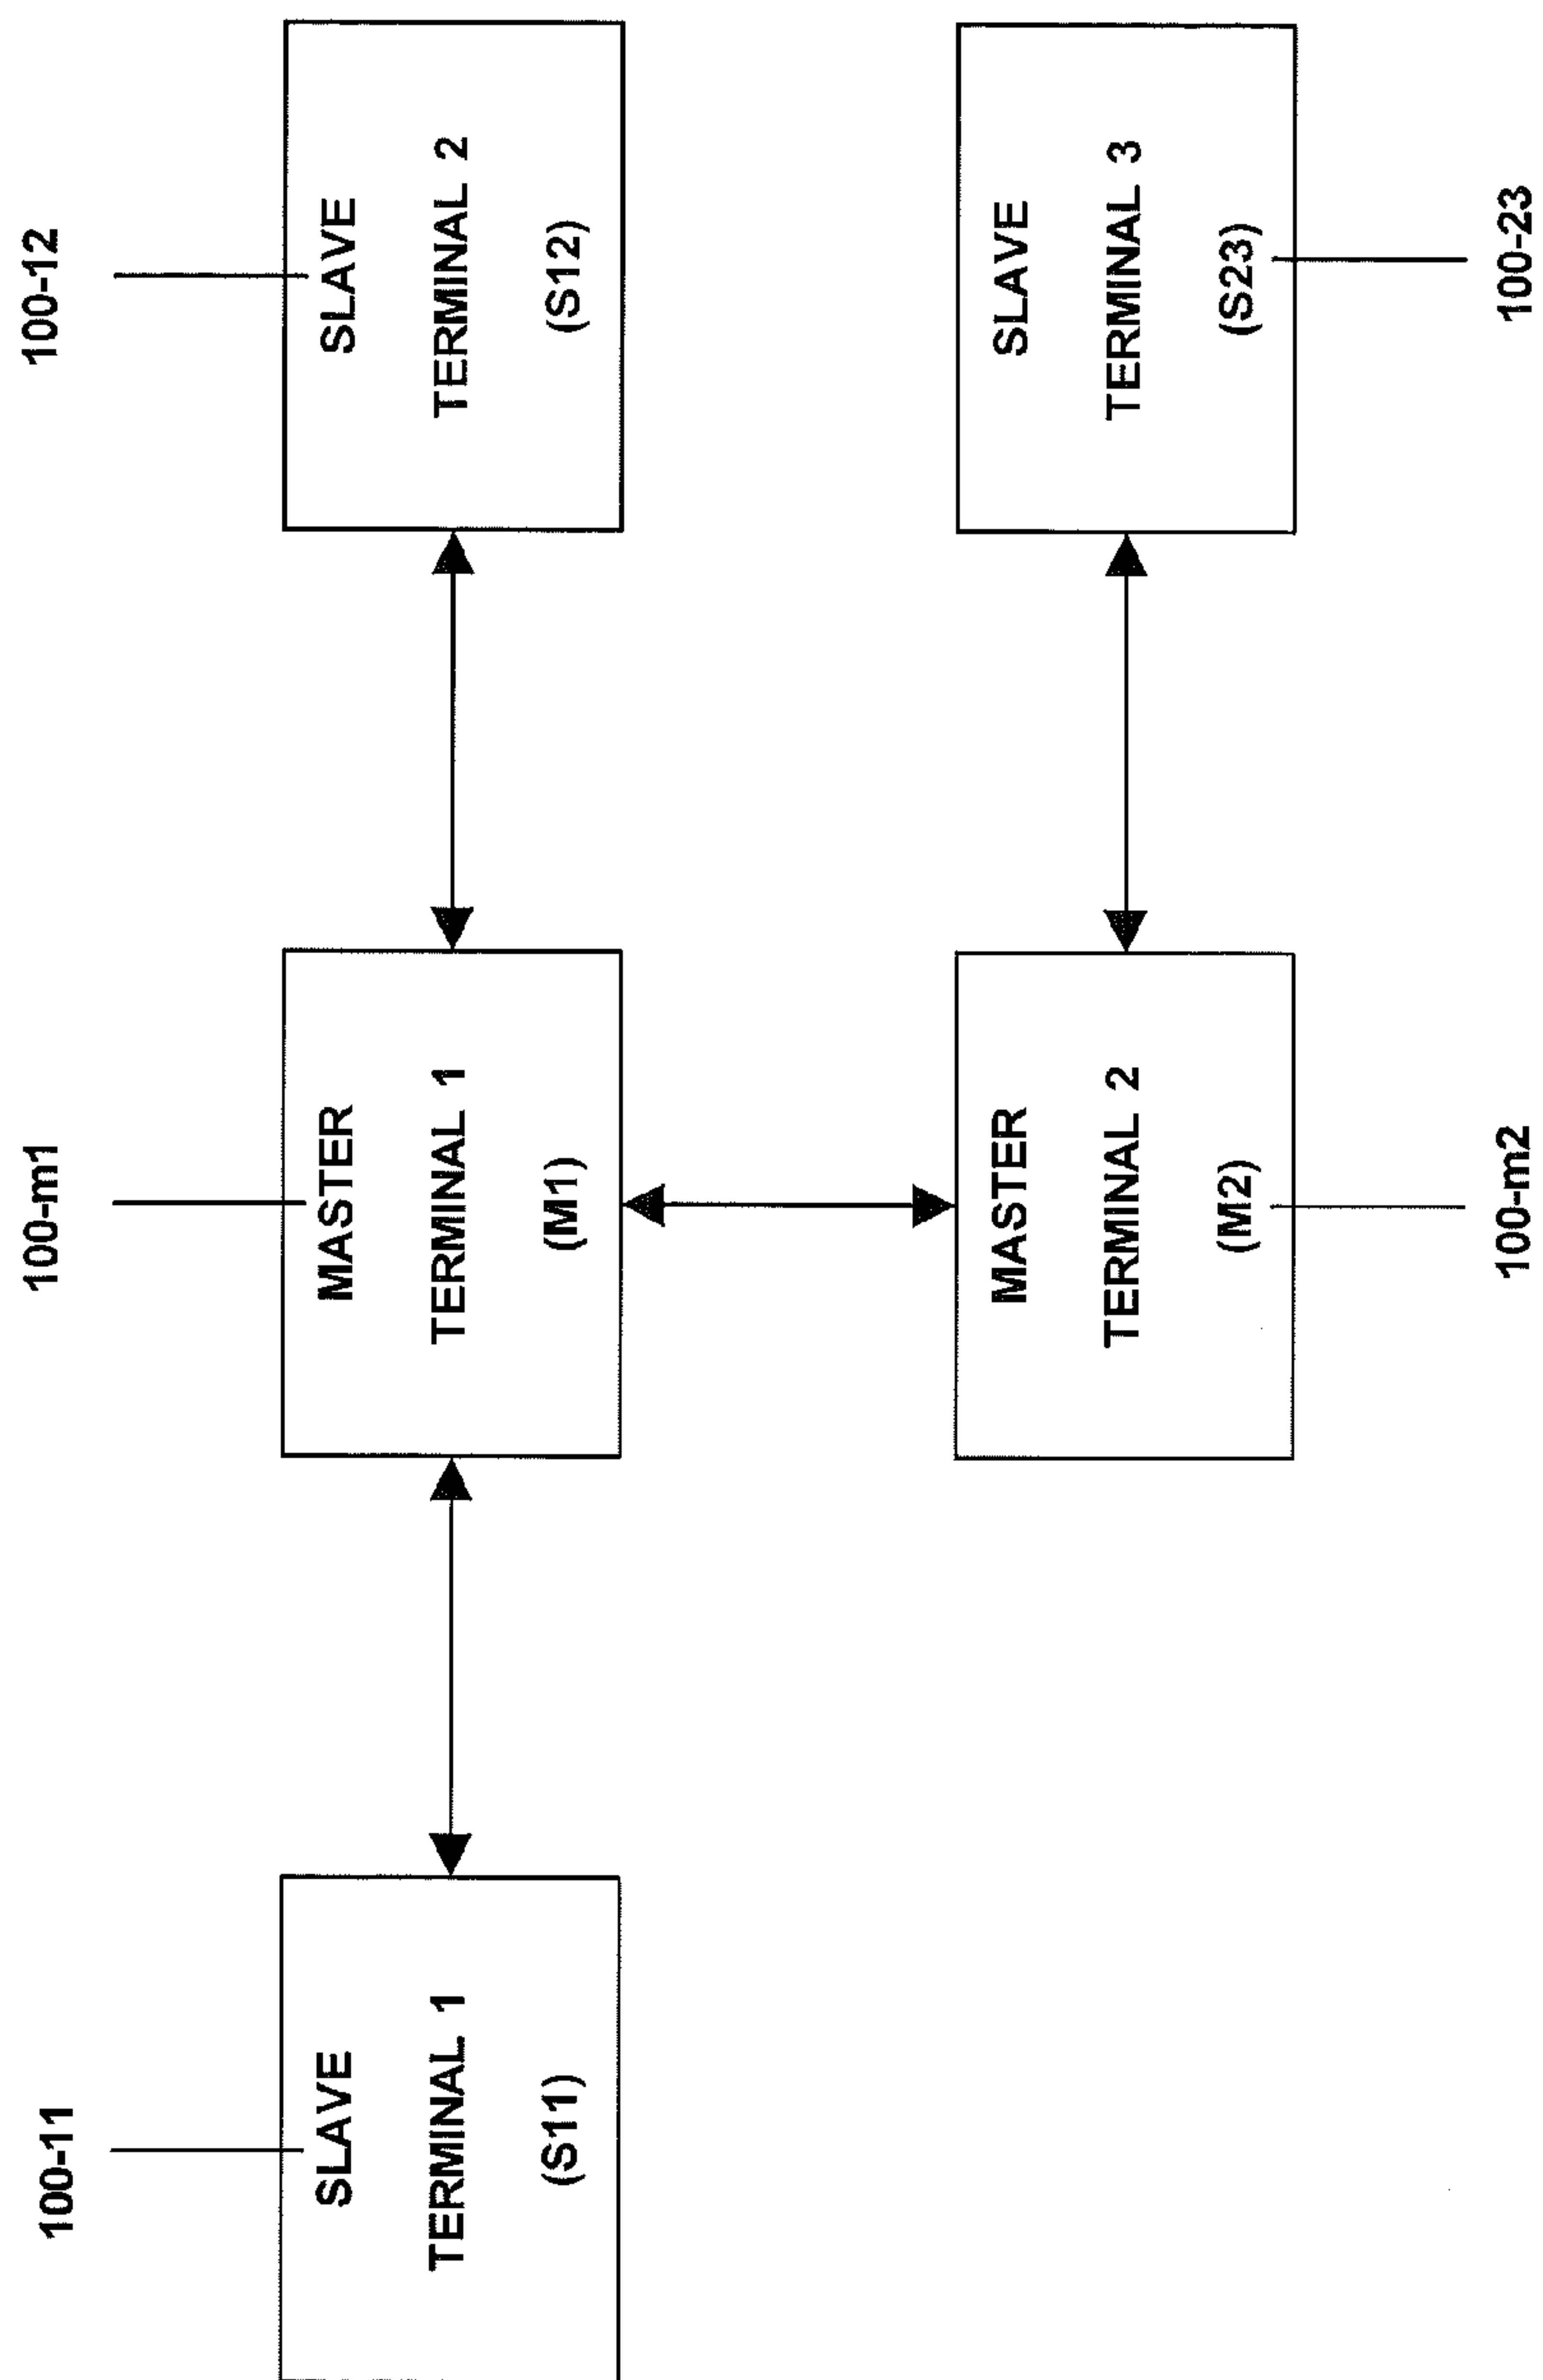 100-11
100-m1
100-12
SLAVE
TERMINAL 1
(S11)
MASTER
TERMINAL 1
(M1)
SLAVE
TERMINAL 2
(S12)
MASTER
TERMINAL 2
(M2)
SLAVE
TERMINAL 3
(S23)
100-m2
100-23